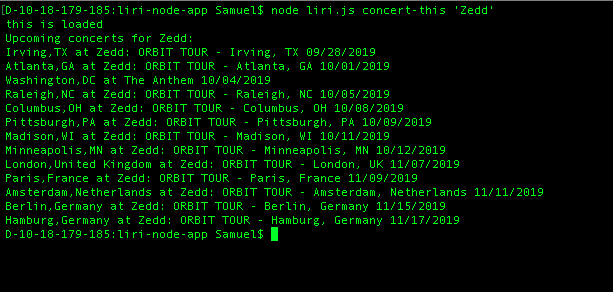 [D-10-18-179-185:liri-node-app Samuel$ node liri.js concert-this 'Zedd'
this is loaded
Upcoming concerts for Zedd:
Irving,TX at Zedd: ORBIT TOUR - Irving, TX 09/28/2019
Atlanta,GA at Zedd: ORBIT TOUR - Atlanta, GA 10/01/2019
Washington,DC at The Anthem 10/04/2019
Raleigh,NC at Zedd: ORBIT TOUR - Raleigh, NC 10/05/2019
Columbus,OH at Zedd: ORBIT TOUR - Columbus, OH 10/08/2019
Pittsburgh,PA at Zedd: ORBIT TOUR - Pittsburgh, PA 10/09/2019
Madison,WI at Zedd: ORBIT TOUR - Madison, WI 10/11/2019
Minneapolis,MN at Zedd: ORBIT TOUR - Minneapolis, MN 10/12/2019
London,United Kingdom at Zedd: ORBIT TOUR - London, UK 11/07/2019
Paris,France at Zedd: ORBIT TOUR - Paris, France 11/09/2019
Amsterdam,Netherlands at Zedd: ORBIT TOUR - Amsterdam, Netherlands 11/11/2019
Berlin,Germany at Zedd: ORBIT TOUR - Berlin, Germany 11/15/2019
Hamburg,Germany at Zedd: ORBIT TOUR - Hamburg, Germany 11/17/2019
D-10-18-179-185:liri-node-app Samuel$